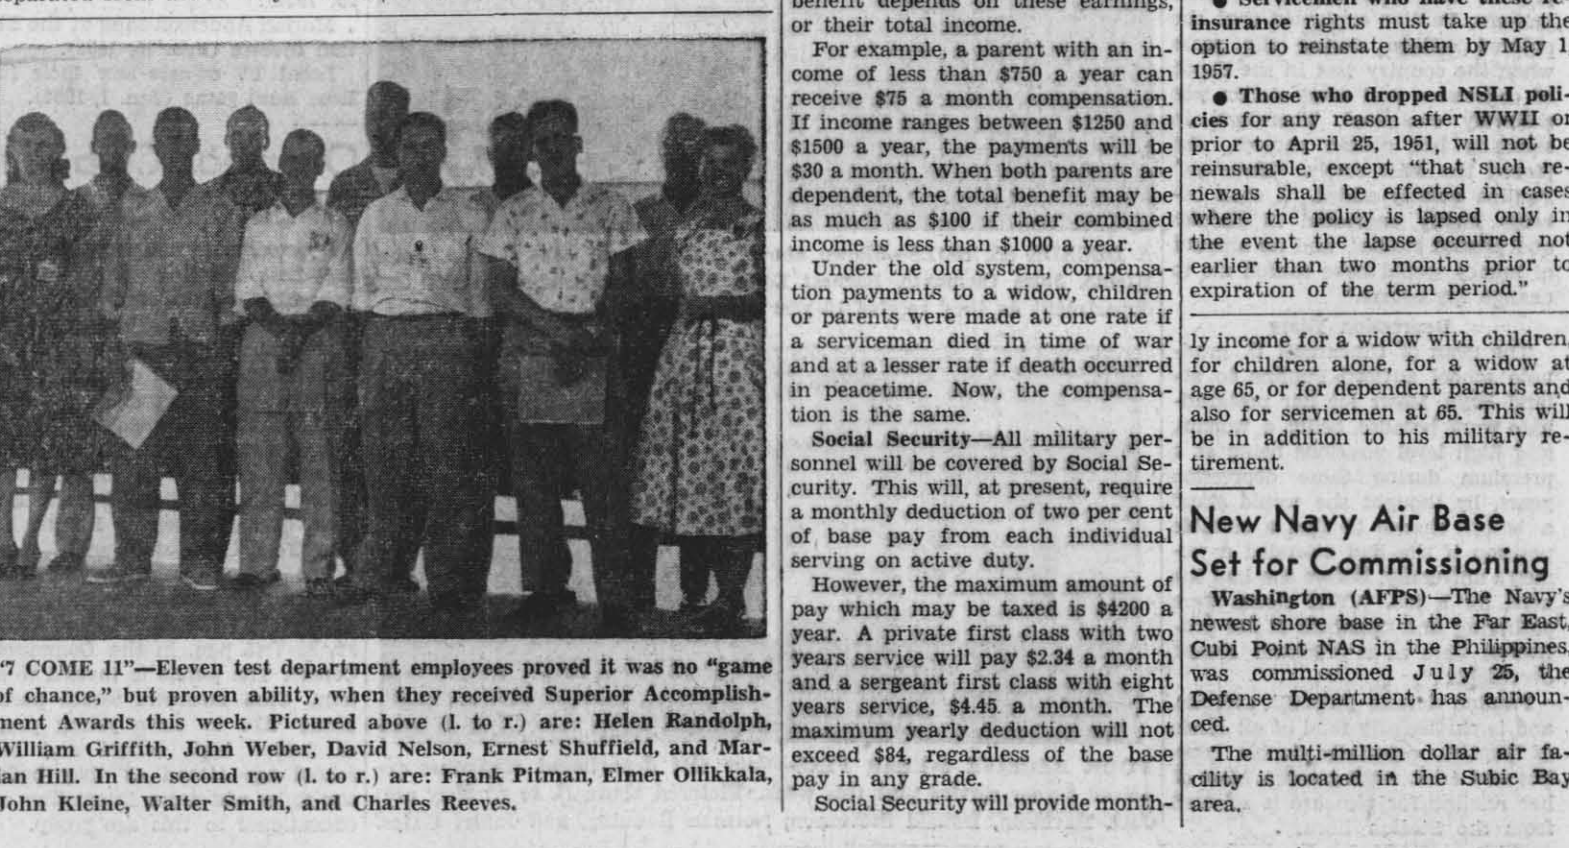 "7 COME 11"—Eleven test department employees proved it was no "game
of chance," but proven ability, when they received Superior Accomplish-
ment Awards this week. Pictured above (l. to r.) are: Helen Randolph,
William Griffith, John Weber, David Nelson, Ernest Shuffield, and Mar-
ian Hill. In the second row (l. to r.) are: Frank Pitman, Elmer Ollikkala,
John Kleine, Walter Smith, and Charles Reeves.
benefit depends on these earnings,
or their total income.
For example, a parent with an in-
come of less than $750 a year can
receive $75 a month compensation.
If income ranges between $1250 and
$1500 a year, the payments will be
$30 a month. When both parents are
dependent, the total benefit may be
as much as $100 if their combined
income is less than $1000 a year.
Under the old system, compensa-
tion payments to a widow, children
or parents were made at one rate if
a serviceman died in time of war
and at a lesser rate if death occurred
in peacetime. Now, the compensa-
tion is the same.
Social Security—All military per-
sonnel will be covered by Social Se-
curity. This will, at present, require
a monthly deduction of two per cent
of base pay from each individual
serving on active duty.
However, the maximum amount of
pay which may be taxed is $4200 a
year. A private first class with two
years service will pay $2.34 a month
and a sergeant first class with eight
years service, $4.45 a month. The
maximum yearly deduction will not
exceed $84, regardless of the base
pay in any grade.
Social Security will provide month-
• Servicemen who have these re-
insurance rights must take up the
option to reinstate them by May 1
1957.
• Those who dropped NSLI poli-
cies for any reason after WWII or
prior to April 25, 1951, will not be
reinsurable, except "that such re-
newals shall be effected in cases
where the policy is lapsed only in
the event the lapse occurred not
earlier than two months prior to
expiration of the term period."
ly income for a widow with children,
for children alone, for a widow at
age 65, or for dependent parents and
also for servicemen at 65. This will
be in addition to his military re-
tirement.
New Navy Air Base
Set for Commissioning
Washington (AFPS)—The Navy's
newest shore base in the Far East,
Cubi Point NAS in the Philippines,
was commissioned July 25, the
Defense Department has announ-
ced.
The multi-million dollar air fa-
cility is located in the Subic Bay
area.